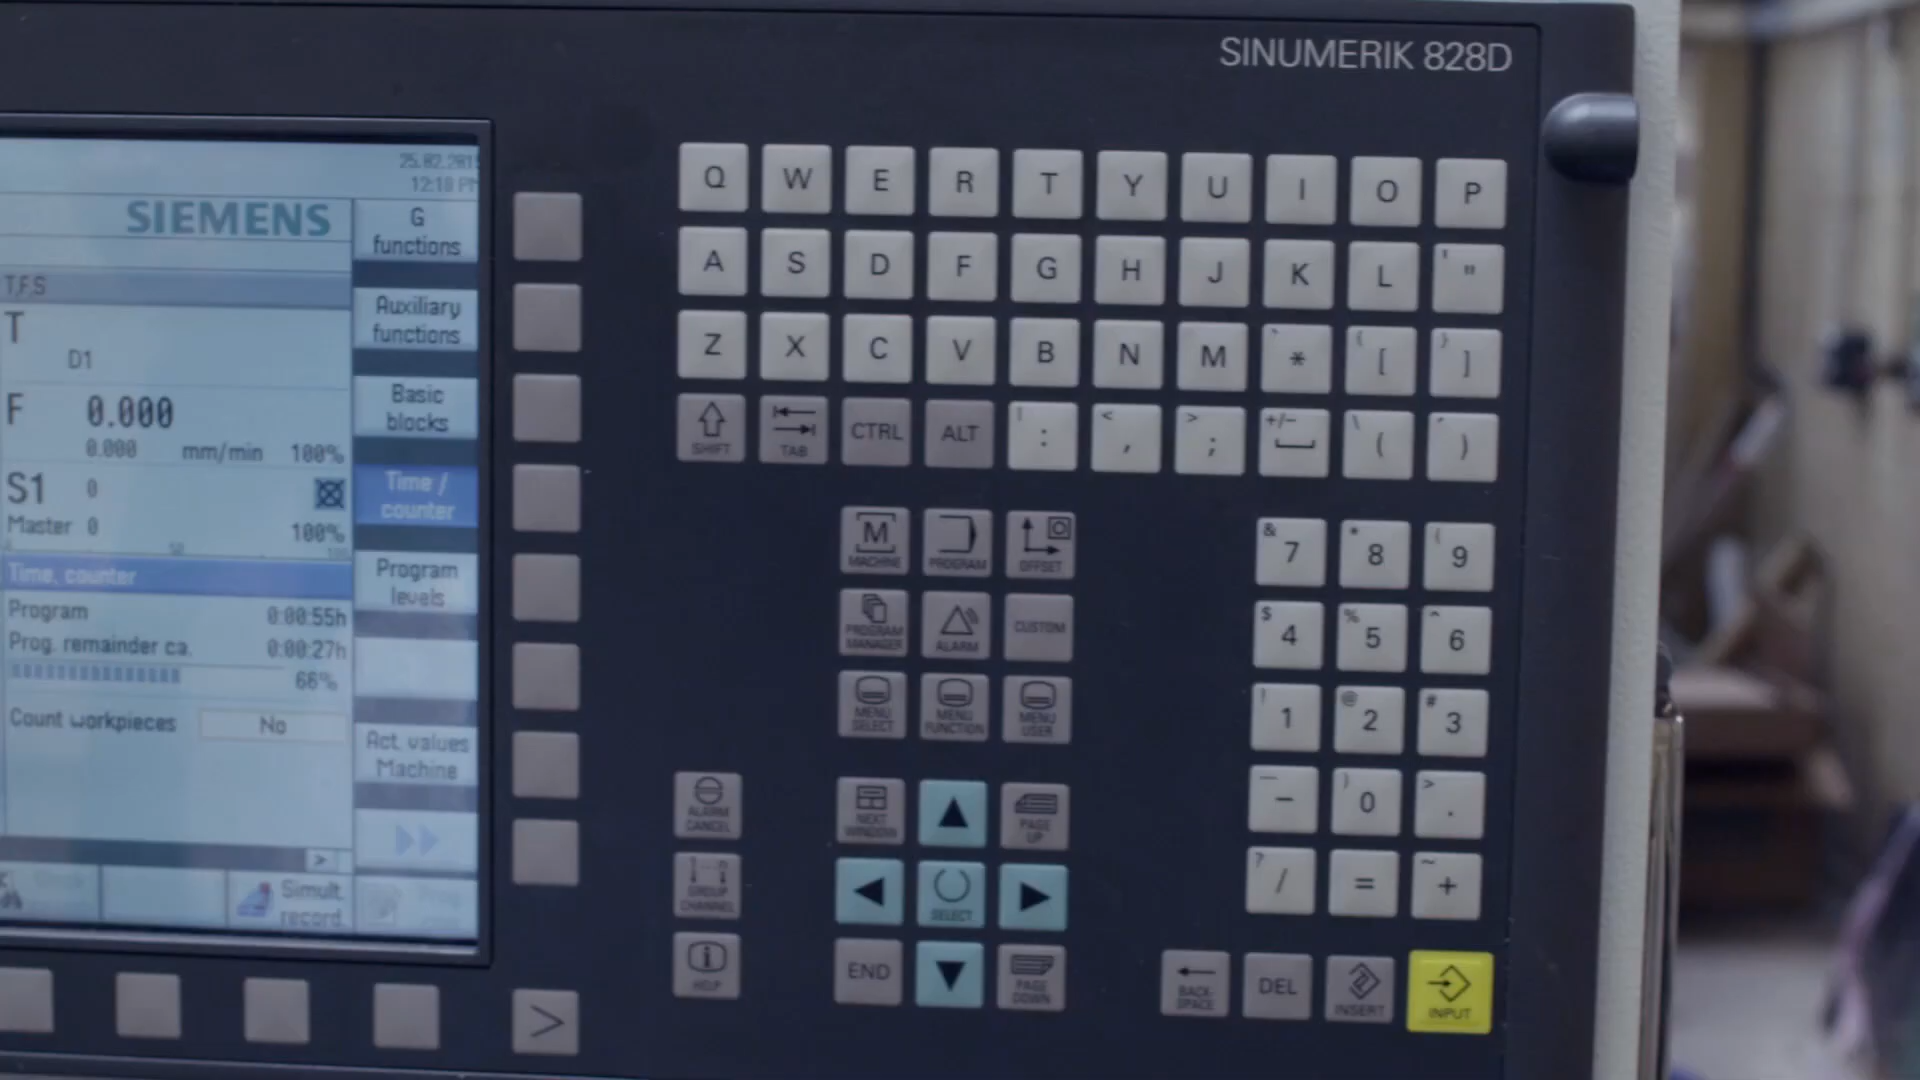 SINUMERIK 828D
12:18 PM
SIEMENS
G
functions
T,F,S
T
D1
Auxiliary
functions
F 0.000
0.000 mm/min 100%
Basic
blocks
S1 0
Master 0 100%
Time /
counter
Time, counter
Program 0:00:55h
Prog. remainder ca. 0:00:27h
66%
Count workpieces No
Program
levels
Act. values
Machine
>
Simult.
record.
Q W E R T Y U I O P
A S D F G H J K L ' "
Z X C V B N M ` * { [ } ]
SHIFT TAB CTRL ALT | : < , > ; +/- \ ( ^ )
M
MACHINE
PROGRAM
OFFSET
PROGRAM
MANAGER
ALARM
CUSTOM
MENU
SELECT
MENU
FUNCTION
MENU
USER
& 7 * 8 ( 9
$ 4 % 5 ^ 6
! 1 @ 2 # 3
— − ) 0 > .
? / = ~ +
ALARM
CANCEL
NEXT
WINDOW
PAGE
UP
1...n
GROUP
CHANNEL
SELECT
i
HELP
END
PAGE
DOWN
BACK-
SPACE
DEL
INSERT
INPUT
>